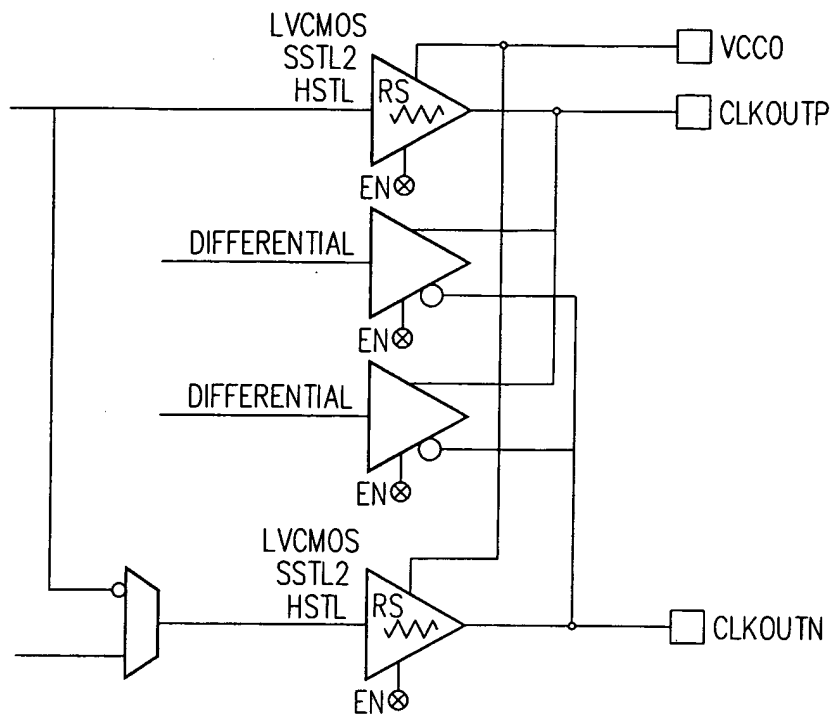 LVCMOS
SSTL2
HSTL
RS
EN
VCCO
CLKOUTP
DIFFERENTIAL
EN
DIFFERENTIAL
EN
LVCMOS
SSTL2
HSTL
RS
EN
CLKOUTN